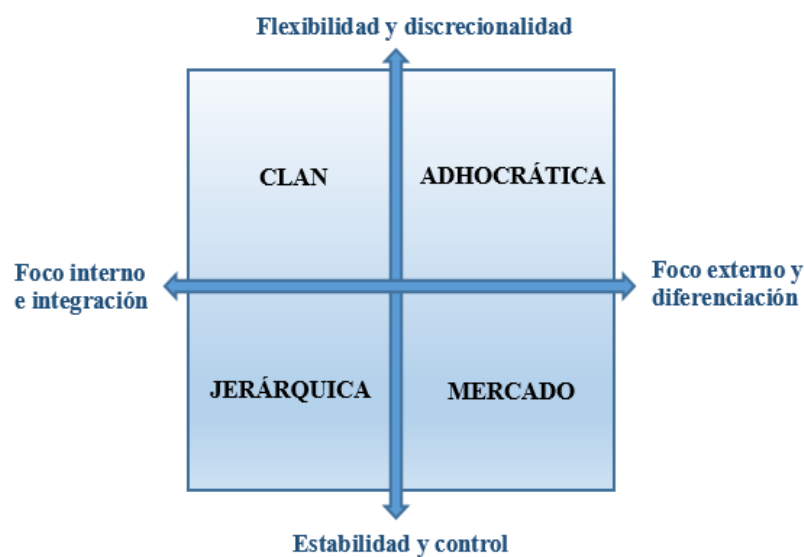 Flexibilidad y discrecionalidad
CLAN
ADHOCRÁTICA
Foco interno
e integración
Foco externo y
diferenciación
JERÁRQUICA
MERCADO
Estabilidad y control